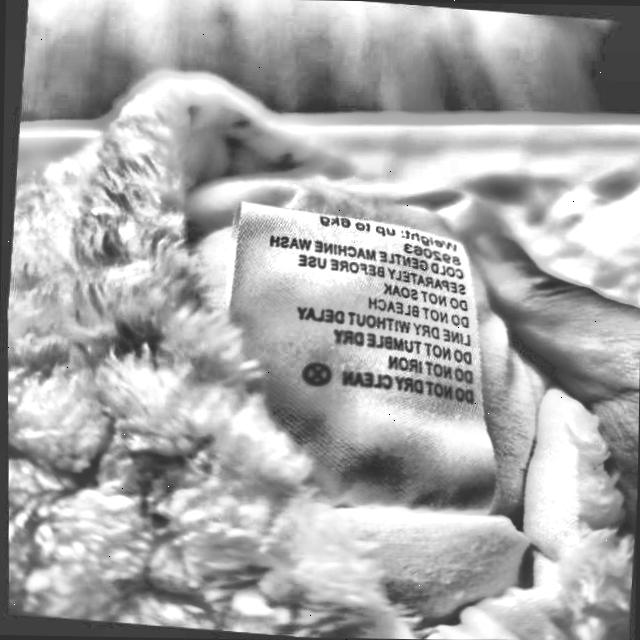 Weight: up to 6kg
892063
COLD GENTLE MACHINE WASH
SEPARATELY BEFORE USE
DO NOT SOAK
DO NOT BLEACH
LINE DRY WITHOUT DELAY
DO NOT TUMBLE DRY
DO NOT IRON
DO NOT DRY CLEAN